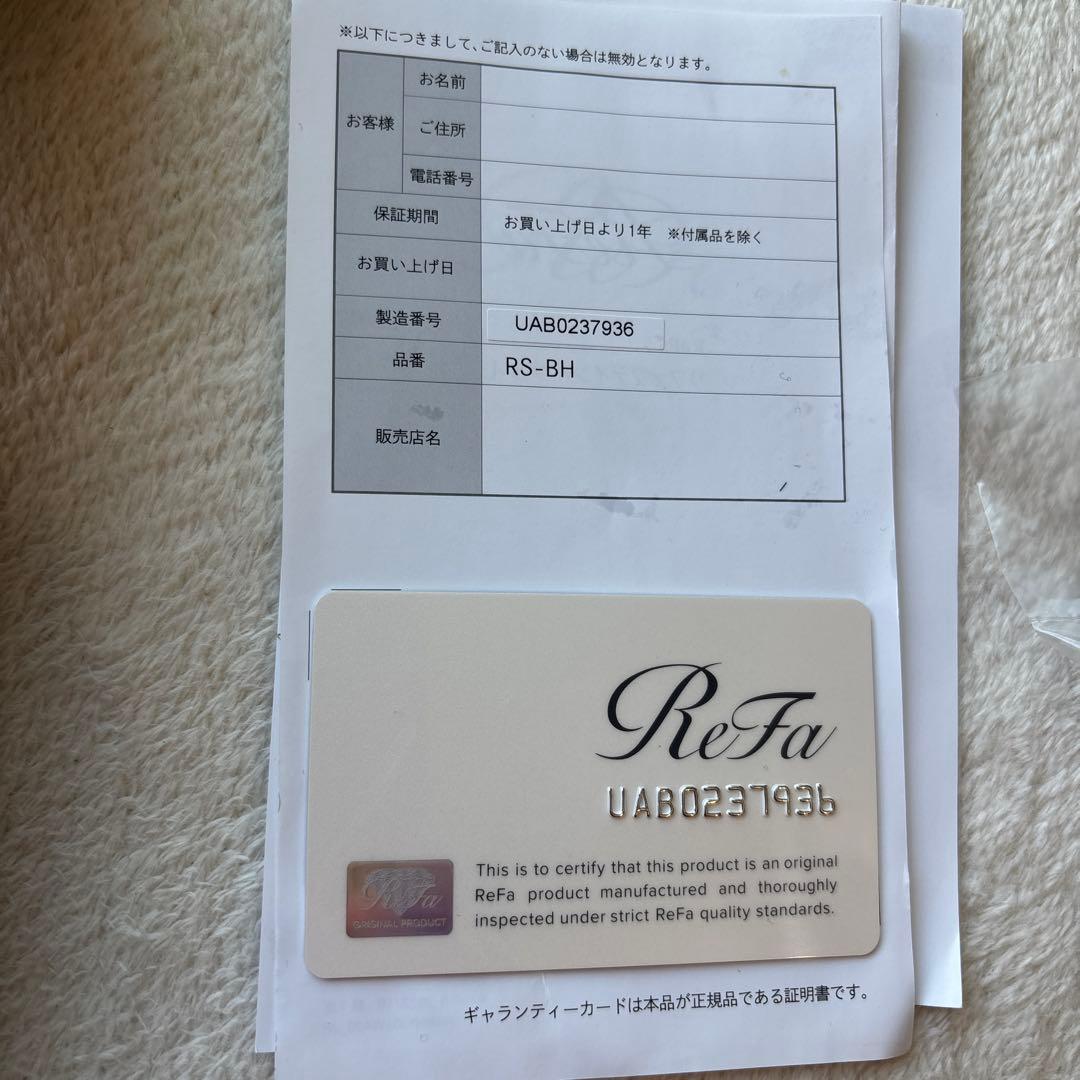 ※以下につきまして、ご記入のない場合は無効となります。
お客様
お名前
ご住所
電話番号
保証期間 お買い上げ日より1年 ※付属品を除く
お買い上げ日
製造番号 UAB0237936
品番 RS-BH
販売店名
ReFa
UAB0237936
This is to certify that this product is an original
ReFa product manufactured and thoroughly
inspected under strict ReFa quality standards.
ReFa
ORIGINAL PRODUCT
ギャランティーカードは本品が正規品である証明書です。